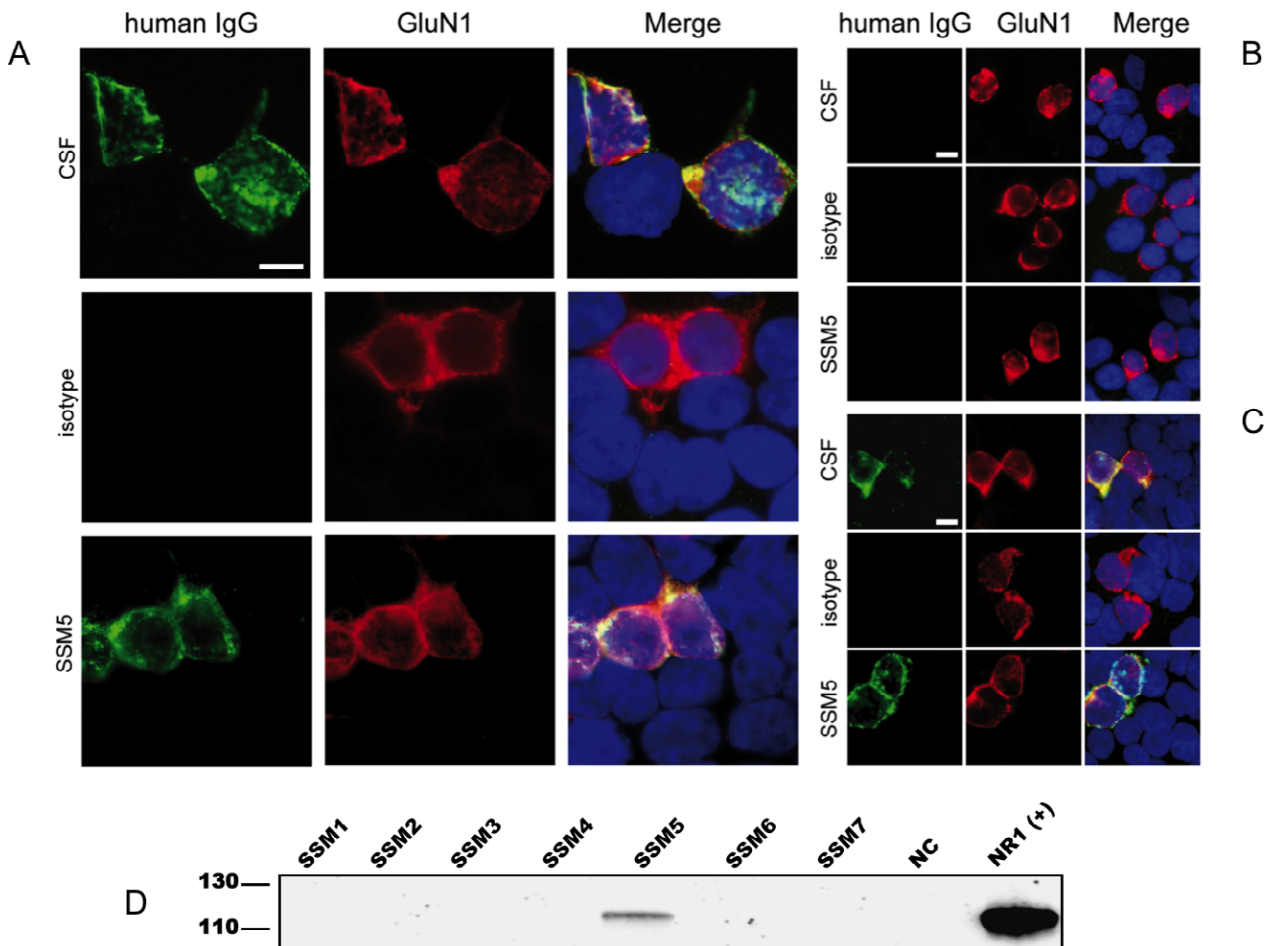 human IgG GluN1 Merge
human IgG GluN1 Merge
A
B
CSF
isotype
SSM5
CSF
isotype
SSM5
C
CSF
isotype
SSM5
SSM1 SSM2 SSM3 SSM4 SSM5 SSM6 SSM7 NC NR1 (+)
D
130
110